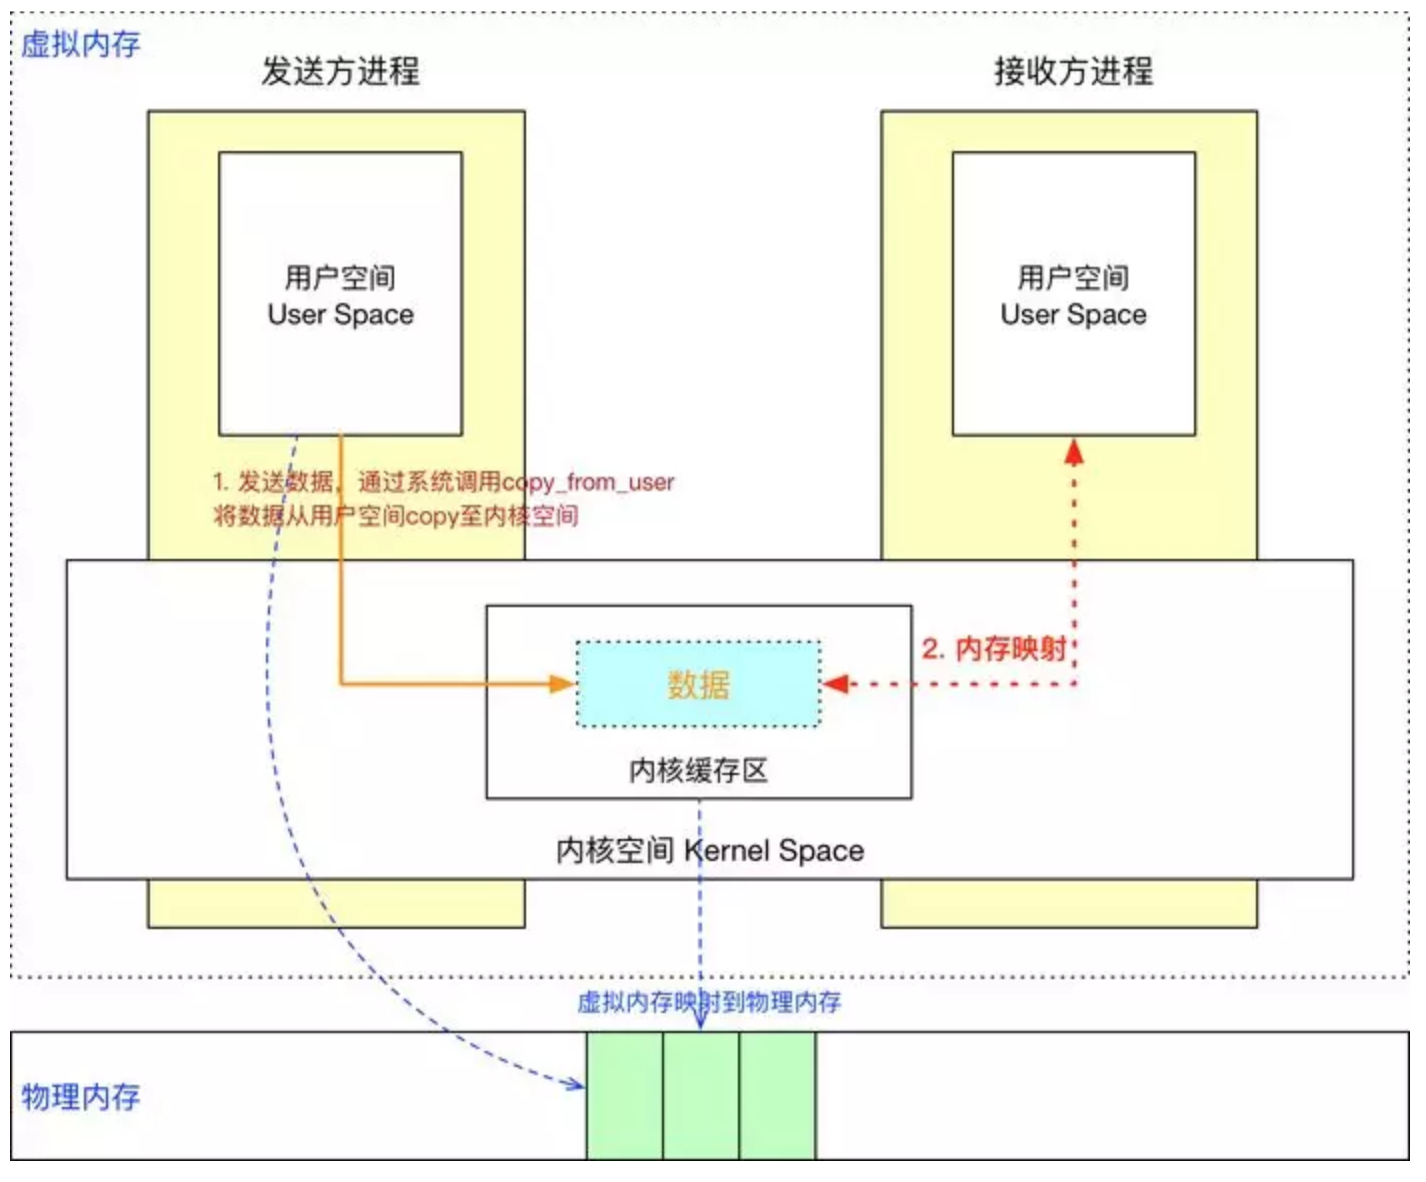 虚拟内存
发送方进程
接收方进程
用户空间
User Space
用户空间
User Space
1. 发送数据，通过系统调用copy_from_user
将数据从用户空间copy至内核空间
2. 内存映射
数据
内核缓存区
内核空间 Kernel Space
虚拟内存映射到物理内存
物理内存